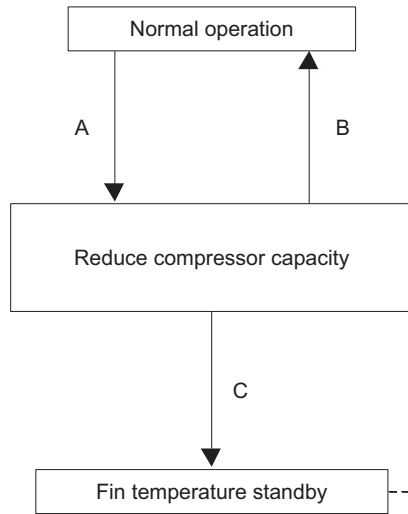 Normal operation
A
B
Reduce compressor capacity
C
Fin temperature standby